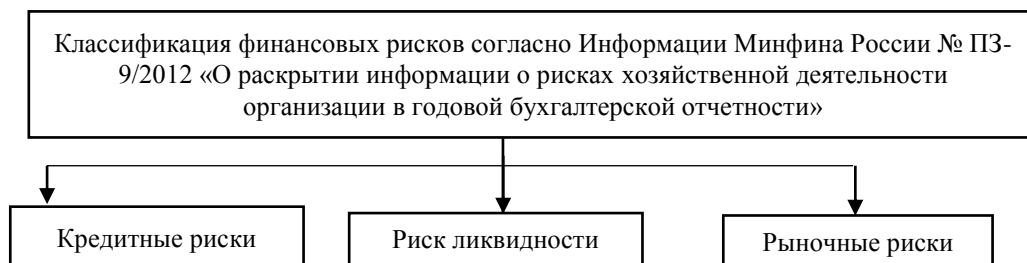 Классификация финансовых рисков согласно Информации Минфина России № ПЗ-
9/2012 «О раскрытии информации о рисках хозяйственной деятельности
организации в годовой бухгалтерской отчетности»
Кредитные риски
Риск ликвидности
Рыночные риски